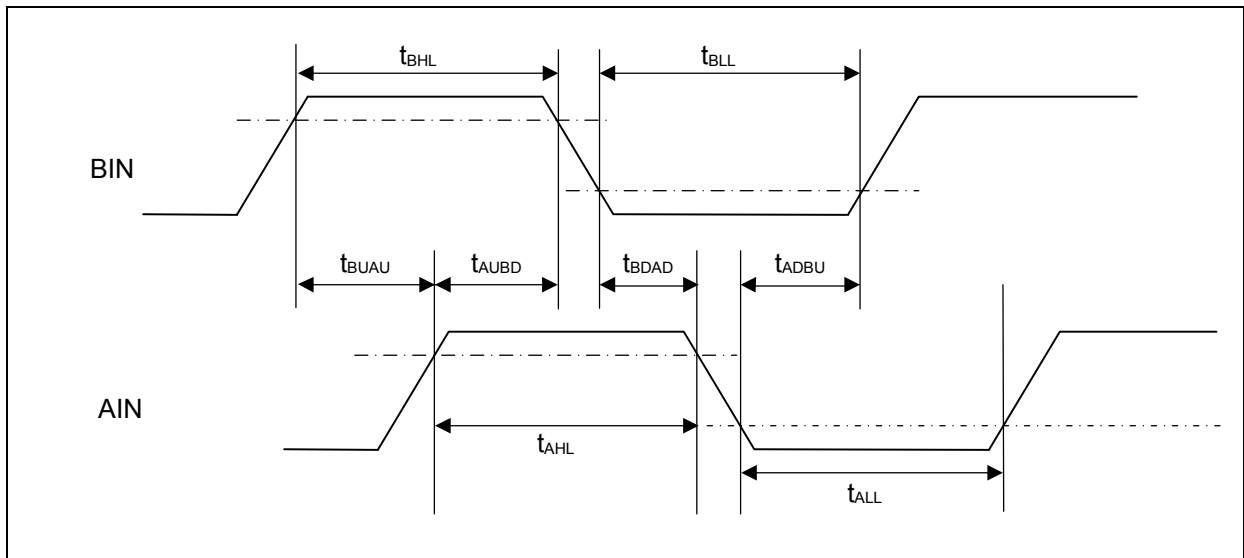 tBHL tBLL
BIN
tBUAU tAUBD tBDAD tADBU
AIN
tAHL
tALL